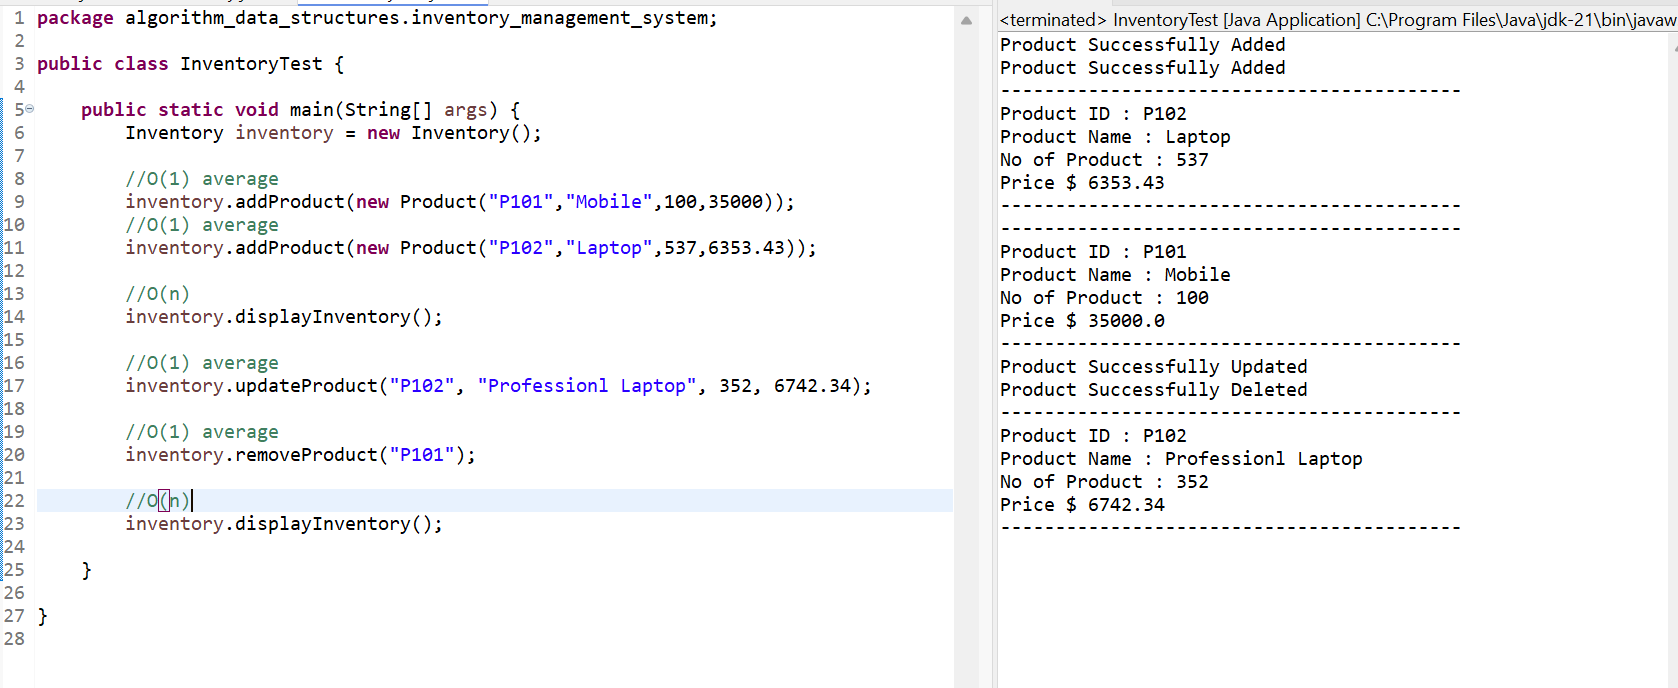 1 package algorithm_data_structures.inventory_management_system;
2
3 public class InventoryTest {
4
5 public static void main(String[] args) {
6 Inventory inventory = new Inventory();
7
8 //O(1) average
9 inventory.addProduct(new Product("P101","Mobile",100,35000));
10 //O(1) average
11 inventory.addProduct(new Product("P102","Laptop",537,6353.43));
12
13 //O(n)
14 inventory.displayInventory();
15
16 //O(1) average
17 inventory.updateProduct("P102", "Professionl Laptop", 352, 6742.34);
18
19 //O(1) average
20 inventory.removeProduct("P101");
21
22 //O(n)
23 inventory.displayInventory();
24
25 }
26
27 }
28
<terminated> InventoryTest [Java Application] C:\Program Files\Java\jdk-21\bin\javaw
Product Successfully Added
Product Successfully Added
------------------------------------------
Product ID : P102
Product Name : Laptop
No of Product : 537
Price $ 6353.43
------------------------------------------
------------------------------------------
Product ID : P101
Product Name : Mobile
No of Product : 100
Price $ 35000.0
------------------------------------------
Product Successfully Updated
Product Successfully Deleted
------------------------------------------
Product ID : P102
Product Name : Professionl Laptop
No of Product : 352
Price $ 6742.34
------------------------------------------